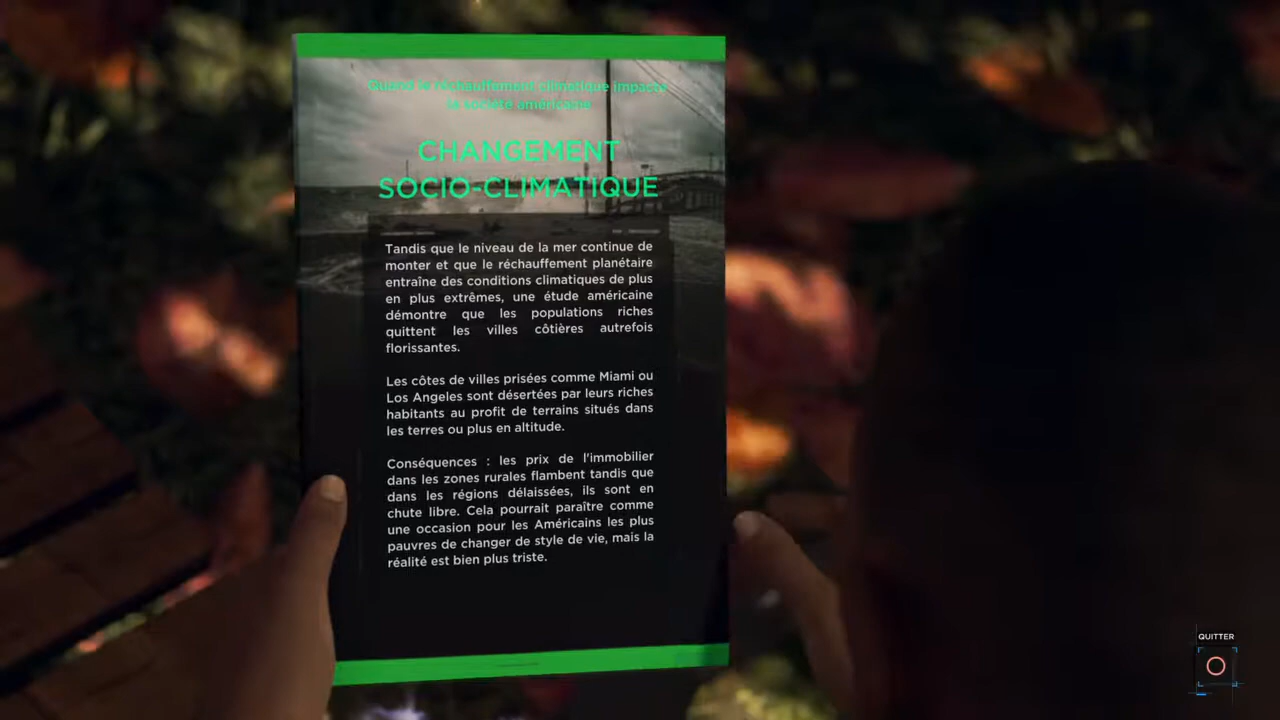 Quand le réchauffement climatique impacte
la société américaine
CHANGEMENT
SOCIO-CLIMATIQUE
Tandis que le niveau de la mer continue de
monter et que le réchauffement planétaire
entraîne des conditions climatiques de plus
en plus extrêmes, une étude américaine
démontre que les populations riches
quittent les villes côtières autrefois
florissantes.
Les côtes de villes prisées comme Miami ou
Los Angeles sont désertées par leurs riches
habitants au profit de terrains situés dans
les terres ou plus en altitude.
Conséquences : les prix de l'immobilier
dans les zones rurales flambent tandis que
dans les régions délaissées, ils sont en
chute libre. Cela pourrait paraître comme
une occasion pour les Américains les plus
pauvres de changer de style de vie, mais la
réalité est bien plus triste.
QUITTER